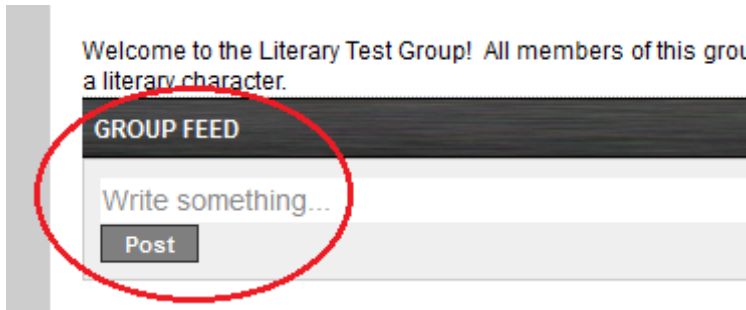 Welcome to the Literary Test Group!  All members of this grou
a literary character.
GROUP FEED
Write something...
Post